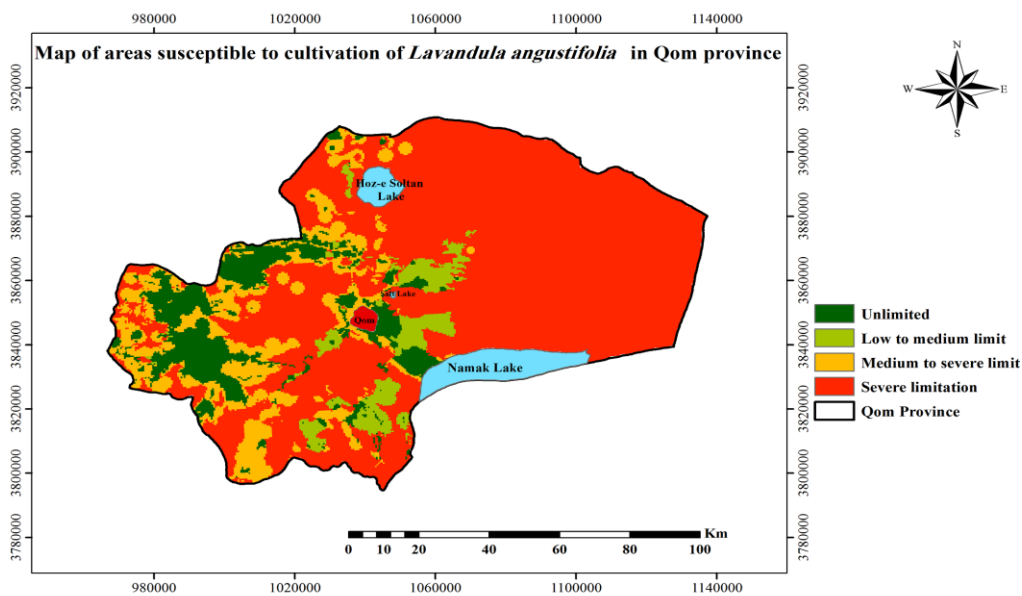 980000 1020000 1060000 1100000 1140000
Map of areas susceptible to cultivation of Lavandula angustifolia in Qom province
N
W E
S
3920000
3900000
3880000
3860000
3840000
3820000
3800000
3780000
3920000
3900000
3880000
3860000
3840000
3820000
3800000
3780000
Hoz-e Soltan
Lake
Lake
Qom
Namak Lake
Unlimited
Low to medium limit
Medium to severe limit
Severe limitation
Qom Province
Km
0 10 20 40 60 80 100
980000 1020000 1060000 1100000 1140000